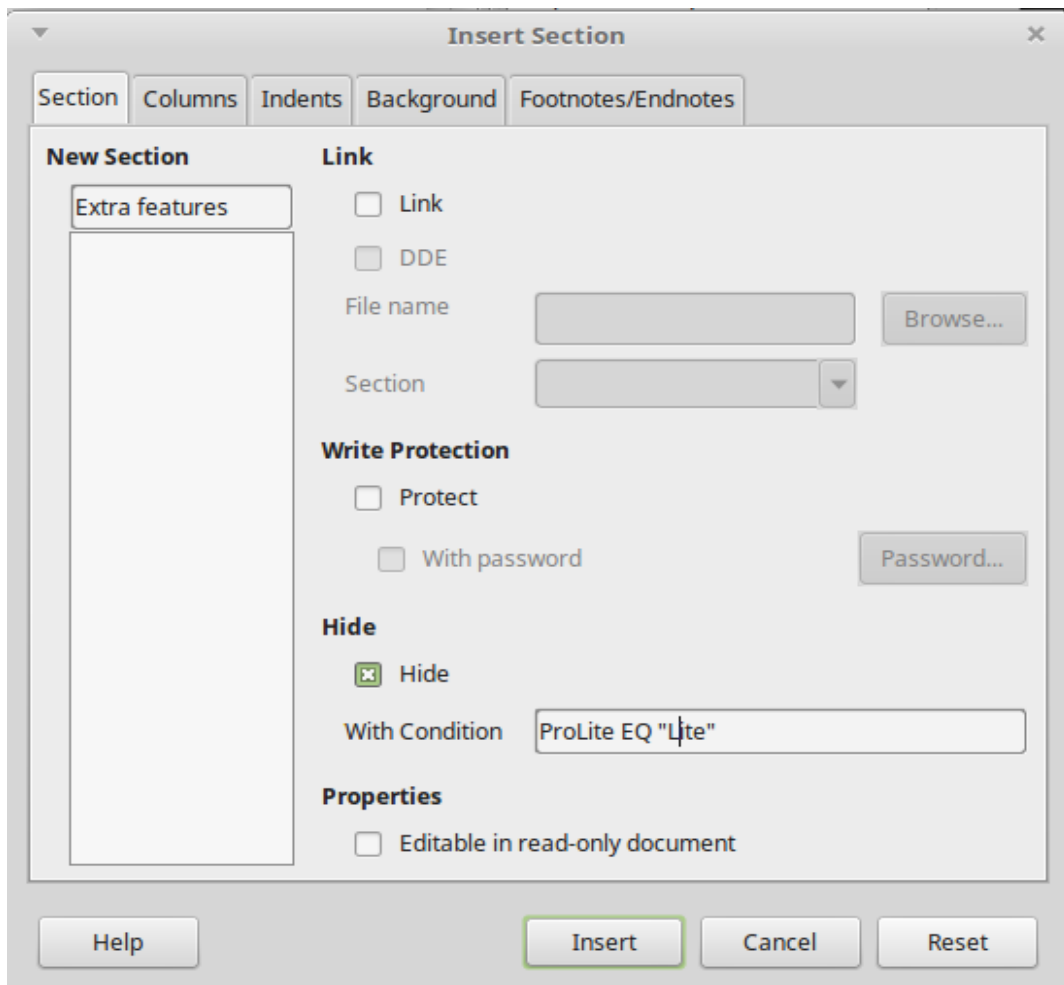 Insert Section
Section Columns Indents Background Footnotes/Endnotes
New Section
Extra features
Link
Link
DDE
File name
Browse...
Section
Write Protection
Protect
With password
Password...
Hide
Hide
With Condition
ProLite EQ "Lite"
Properties
Editable in read-only document
Help Insert Cancel Reset